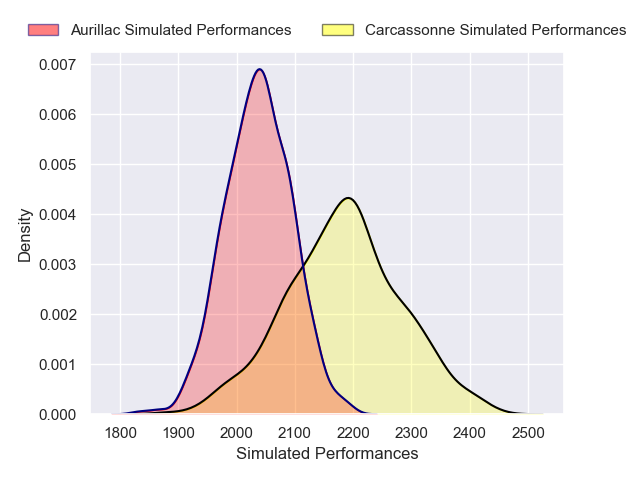 Aurillac Simulated Performances Carcassonne Simulated Performances
0.007
0.006
0.005
0.004
0.003
0.002
0.001
0.000
Density
1800 1900 2000 2100 2200 2300 2400 2500
Simulated Performances